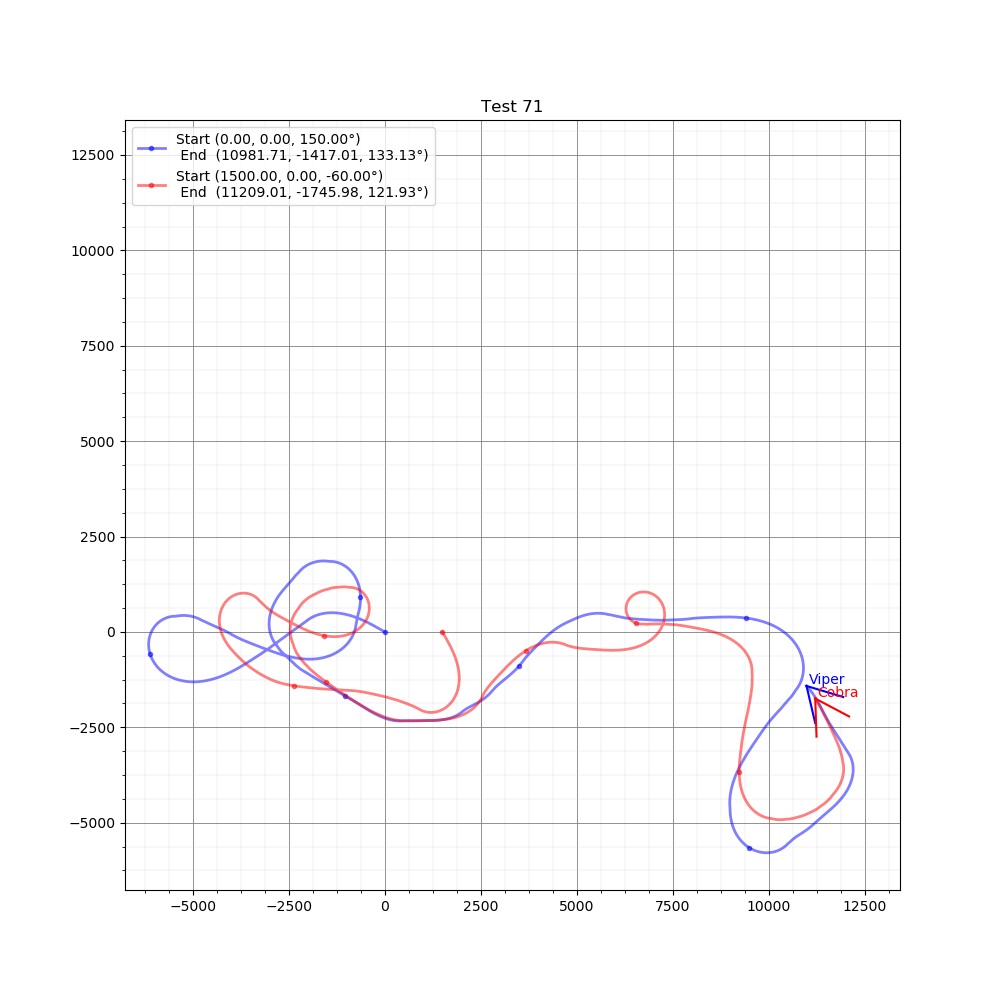 Test 71
Start (0.00, 0.00, 150.00°)
End (10981.71, -1417.01, 133.13°)
Start (1500.00, 0.00, -60.00°)
End (11209.01, -1745.98, 121.93°)
12500
10000
7500
5000
2500
0
−2500
−5000
Viper
Cobra
−5000 −2500 0 2500 5000 7500 10000 12500